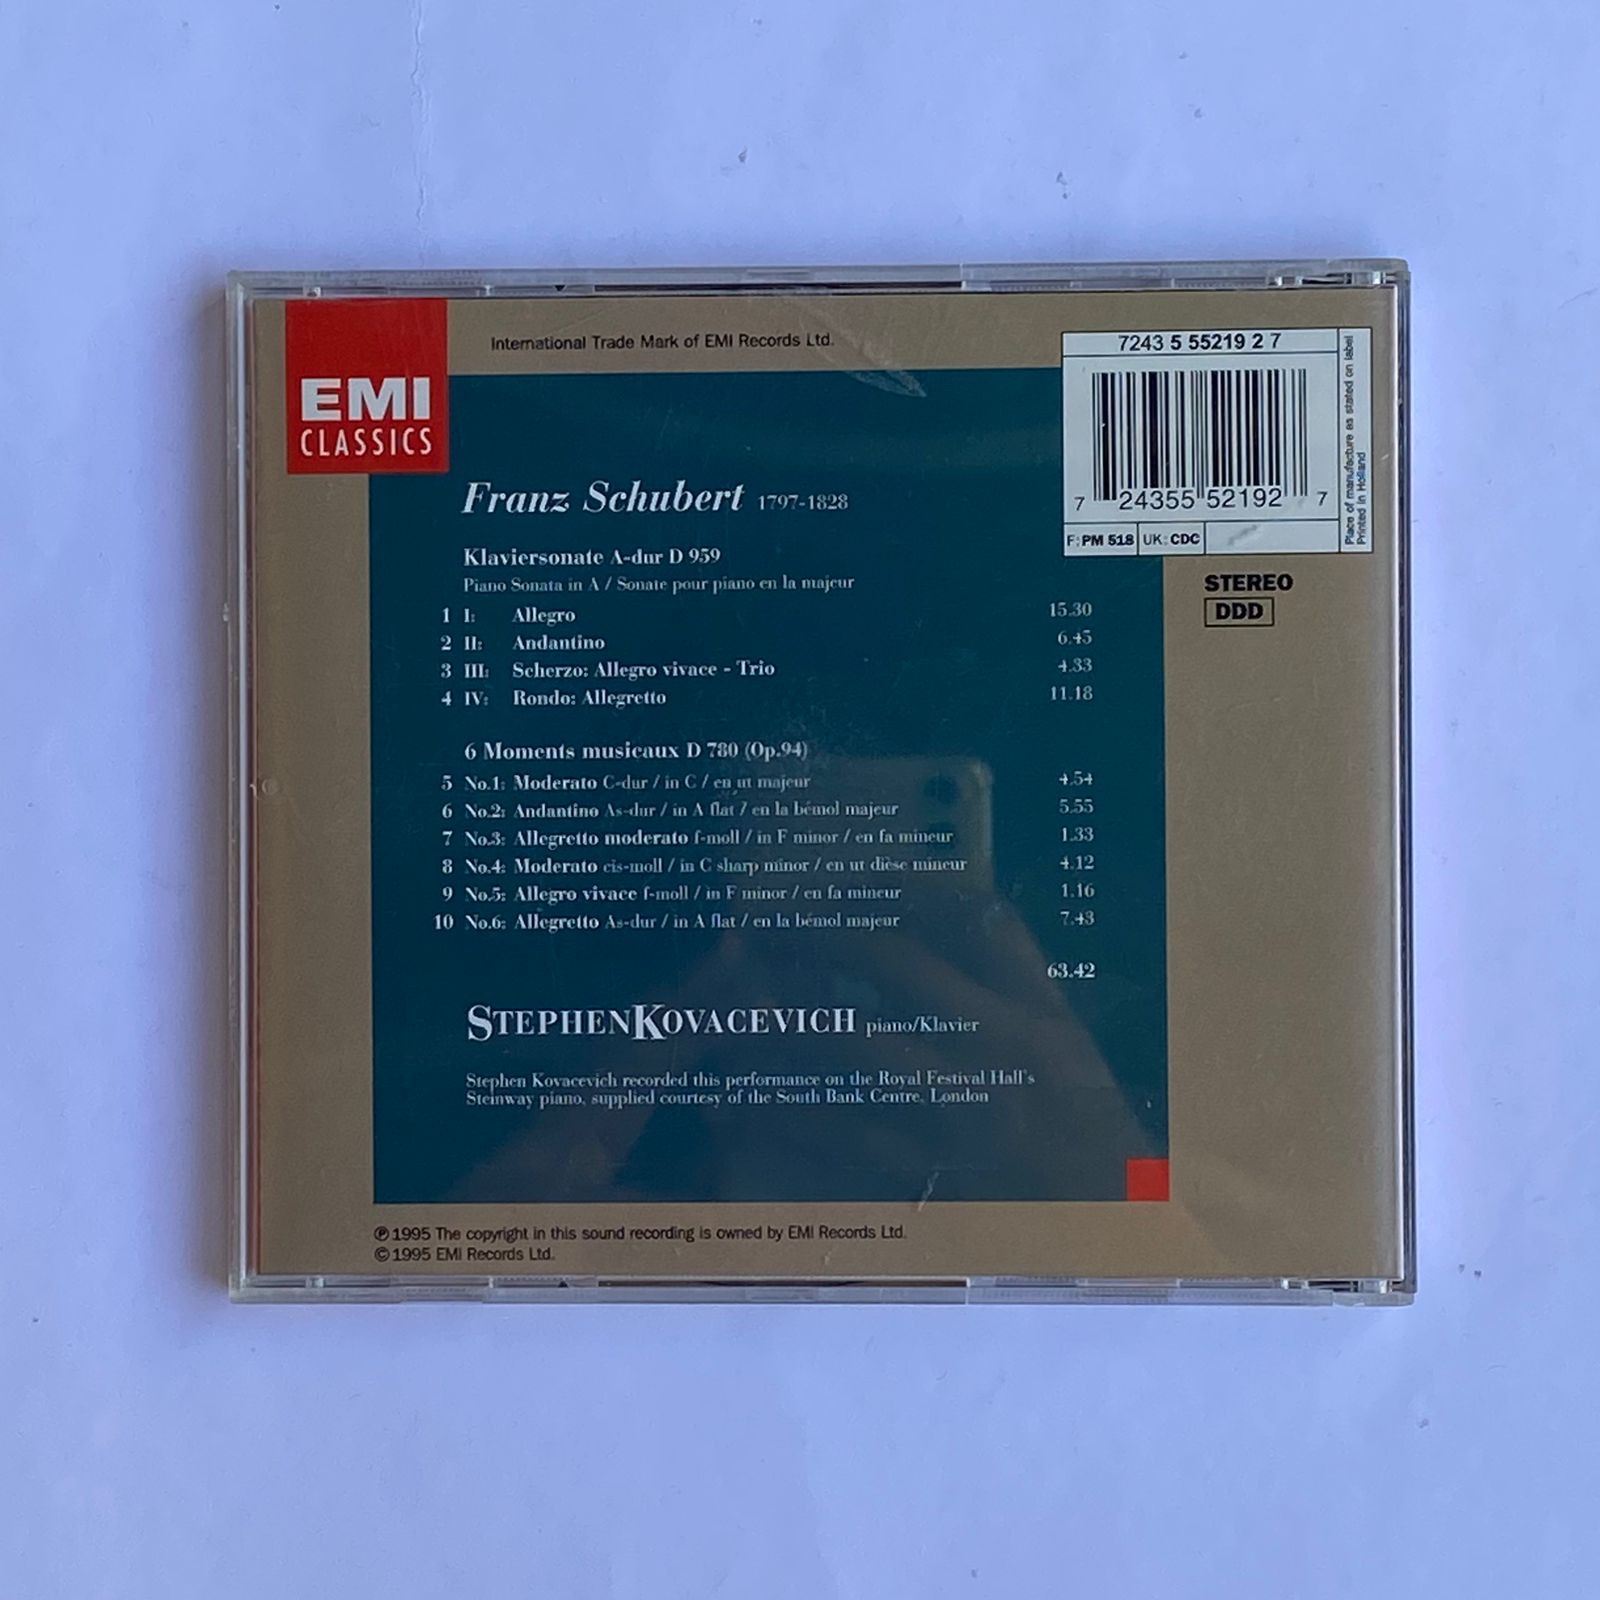 International Trade Mark of EMI Records Ltd.
EMI
CLASSICS
7243 5 55219 2 7
7 24355 52192 7
F: PM 518 UK: CDC
Place of manufacture as stated on label
Printed in Holland
STEREO
DDD
Franz Schubert 1797-1828
Klaviersonate A-dur D 959
Piano Sonata in A / Sonate pour piano en la majeur
1 I: Allegro 15.30
2 II: Andantino 6.45
3 III: Scherzo: Allegro vivace - Trio 4.33
4 IV: Rondo: Allegretto 11.18
6 Moments musicaux D 780 (Op.94)
5 No.1: Moderato C-dur / in C / en ut majeur 4.54
6 No.2: Andantino As-dur / in A flat / en la bémol majeur 5.55
7 No.3: Allegretto moderato f-moll / in F minor / en fa mineur 1.33
8 No.4: Moderato cis-moll / in C sharp minor / en ut dièse mineur 4.12
9 No.5: Allegro vivace f-moll / in F minor / en fa mineur 1.16
10 No.6: Allegretto As-dur / in A flat / en la bémol majeur 7.43
63.42
STEPHEN KOVACEVICH piano/Klavier
Stephen Kovacevich recorded this performance on the Royal Festival Hall's
Steinway piano, supplied courtesy of the South Bank Centre, London
℗ 1995 The copyright in this sound recording is owned by EMI Records Ltd.
© 1995 EMI Records Ltd.